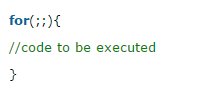 for(;;){
//code to be executed
}